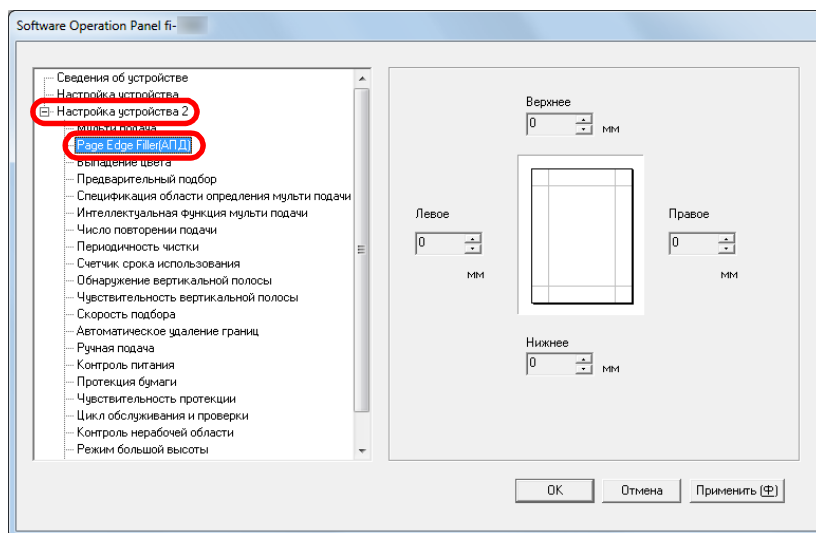 Software Operation Panel fi-
Сведения об устройстве
Настройка устройства
Настройка устройства 2
Мульти подача
Page Edge Filler(АПД)
Выпадение цвета
Предварительный подбор
Спецификация области опредления мульти подачи
Интеллектуальная функция мульти подачи
Число повторении подачи
Периодичность чистки
Счетчик срока использования
Обнаружение вертикальной полосы
Чувствительность вертикальной полосы
Скорость подбора
Автоматическое удаление границ
Ручная подача
Контроль питания
Протекция бумаги
Чувствительность протекции
Цикл обслуживания и проверки
Контроль нерабочей области
Режим большой высоты
Верхнее
0 мм
Левое
0
мм
Правое
0
мм
Нижнее
0 мм
OK Отмена Применить (Ф)